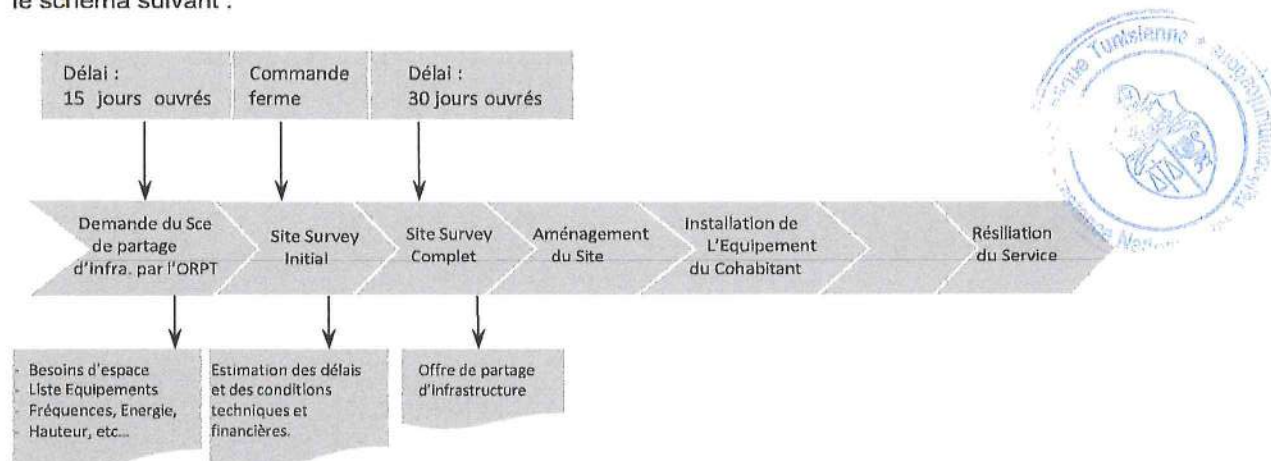 le schéma suivant :
Délai :
15 jours ouvrés
Commande
ferme
Délai :
30 jours ouvrés
Demande du Sce
de partage
d'infra. par l'ORPT
Site Survey
Initial
Site Survey
Complet
Aménagement
du Site
Installation de
L'Equipement
du Cohabitant
Résiliation
du Service
- Besoins d'espace
- Liste Equipements
- Fréquences, Energie,
- Hauteur, etc...
Estimation des délais
et des conditions
techniques et
financières.
Offre de partage
d'infrastructure
Tunisienne